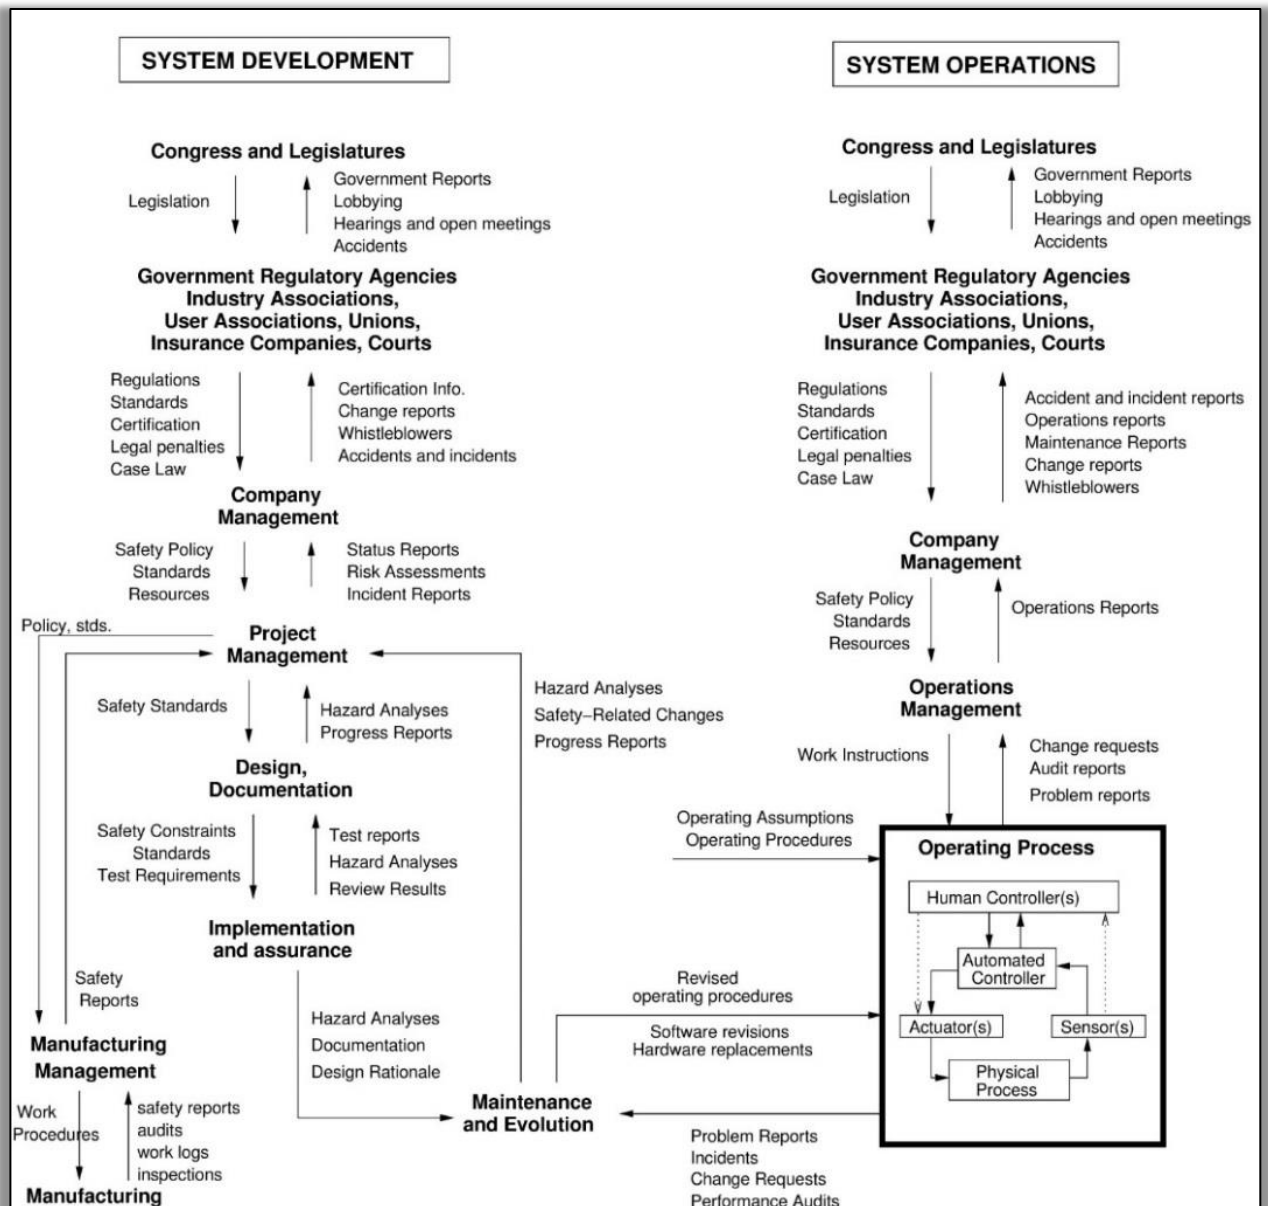 SYSTEM DEVELOPMENT
Congress and Legislatures
Legislation
Government Reports
Lobbying
Hearings and open meetings
Accidents
Government Regulatory Agencies
Industry Associations,
User Associations, Unions,
Insurance Companies, Courts
Regulations
Standards
Certification
Legal penalties
Case Law
Certification Info.
Change reports
Whistleblowers
Accidents and incidents
Company
Management
Safety Policy
Standards
Resources
Status Reports
Risk Assessments
Incident Reports
Policy, stds.
Project
Management
Safety Standards
Hazard Analyses
Progress Reports
Hazard Analyses
Safety–Related Changes
Progress Reports
Design,
Documentation
Safety Constraints
Standards
Test Requirements
Test reports
Hazard Analyses
Review Results
Implementation
and assurance
Safety
Reports
Hazard Analyses
Documentation
Design Rationale
Manufacturing
Management
Work
Procedures
safety reports
audits
work logs
inspections
Manufacturing
Maintenance
and Evolution
SYSTEM OPERATIONS
Congress and Legislatures
Legislation
Government Reports
Lobbying
Hearings and open meetings
Accidents
Government Regulatory Agencies
Industry Associations,
User Associations, Unions,
Insurance Companies, Courts
Regulations
Standards
Certification
Legal penalties
Case Law
Accident and incident reports
Operations reports
Maintenance Reports
Change reports
Whistleblowers
Company
Management
Safety Policy
Standards
Resources
Operations Reports
Operations
Management
Work Instructions
Change requests
Audit reports
Problem reports
Operating Assumptions
Operating Procedures
Operating Process
Human Controller(s)
Automated
Controller
Actuator(s)
Sensor(s)
Physical
Process
Revised
operating procedures
Software revisions
Hardware replacements
Problem Reports
Incidents
Change Requests
Performance Audits